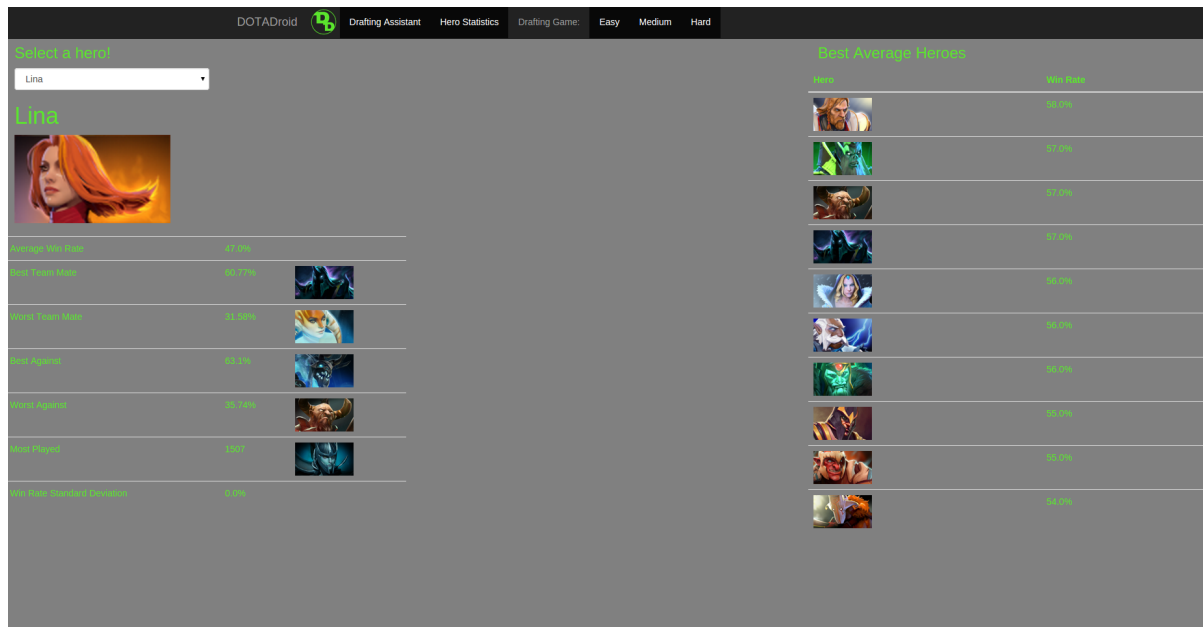 DOTADroid Drafting Assistant Hero Statistics Drafting Game: Easy Medium Hard
Select a hero!
Lina
Lina
Average Win Rate 47.0%
Best Team Mate 60.77%
Worst Team Mate 31.58%
Best Against 63.1%
Worst Against 35.74%
Most Played 1507
Win Rate Standard Deviation 0.0%
Best Average Heroes
Hero Win Rate
58.0%
57.0%
57.0%
57.0%
56.0%
56.0%
56.0%
55.0%
55.0%
54.0%